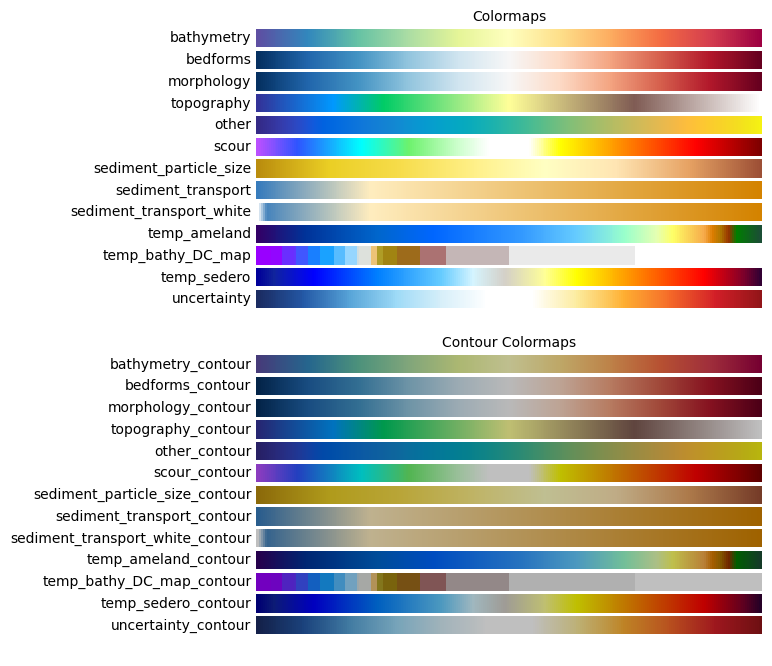 Colormaps
bathymetry
bedforms
morphology
topography
other
scour
sediment_particle_size
sediment_transport
sediment_transport_white
temp_ameland
temp_bathy_DC_map
temp_sedero
uncertainty
Contour Colormaps
bathymetry_contour
bedforms_contour
morphology_contour
topography_contour
other_contour
scour_contour
sediment_particle_size_contour
sediment_transport_contour
sediment_transport_white_contour
temp_ameland_contour
temp_bathy_DC_map_contour
temp_sedero_contour
uncertainty_contour